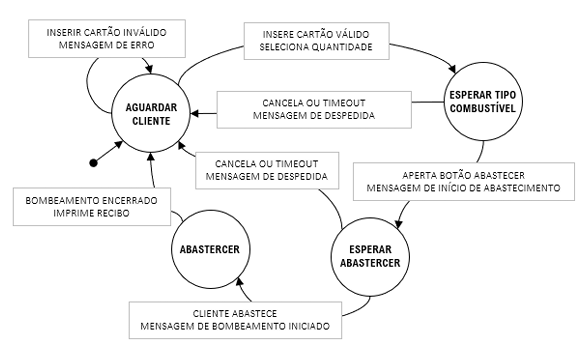 INSERIR CARTÃO INVÁLIDO
MENSAGEM DE ERRO
INSERE CARTÃO VÁLIDO
SELECIONA QUANTIDADE
AGUARDAR
CLIENTE
CANCELA OU TIMEOUT
MENSAGEM DE DESPEDIDA
ESPERAR TIPO
COMBUSTÍVEL
CANCELA OU TIMEOUT
MENSAGEM DE DESPEDIDA
APERTA BOTÃO ABASTECER
MENSAGEM DE INÍCIO DE ABASTECIMENTO
BOMBEAMENTO ENCERRADO
IMPRIME RECIBO
ABASTERCER
ESPERAR
ABASTERCER
CLIENTE ABASTECE
MENSAGEM DE BOMBEAMENTO INICIADO